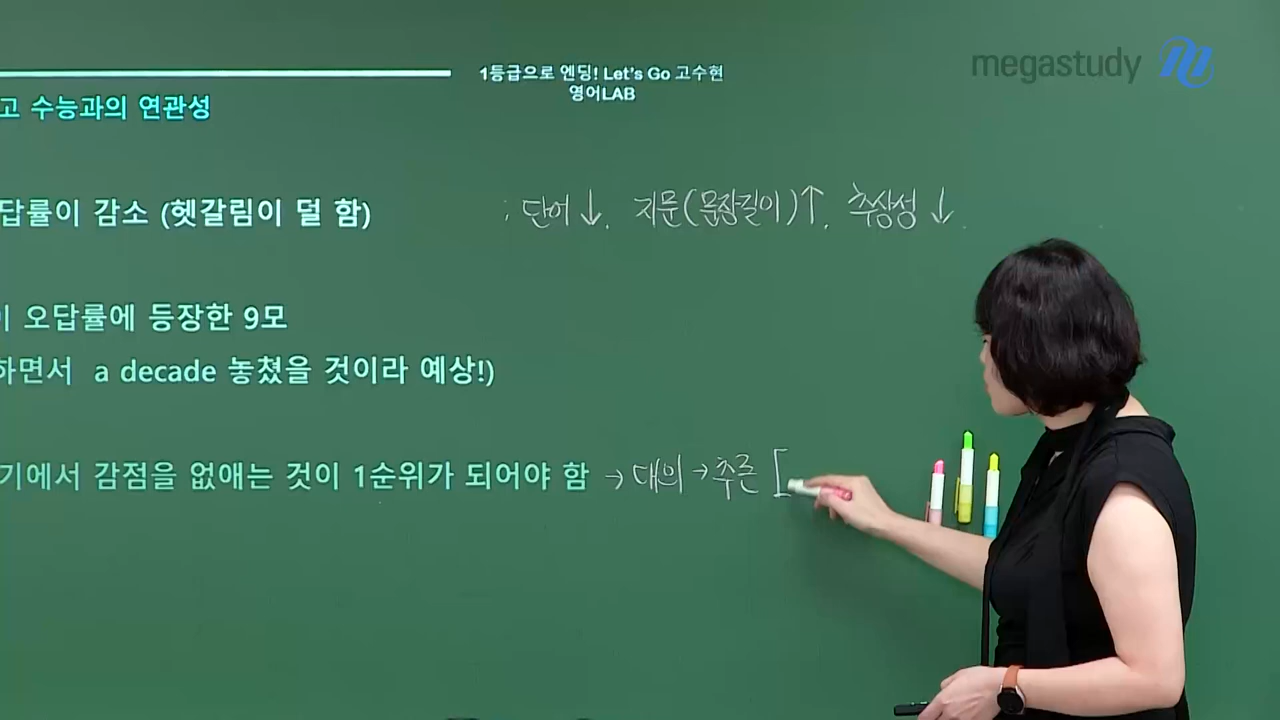 megastudy
1등급으로 엔딩! Let's Go 고수현
영어LAB
고 수능과의 연관성
답률이 감소 (헷갈림이 덜 함) : 단어↓. 지문(문장길이)↑. 추상성↓.
이 오답률에 등장한 9모
하면서 a decade 놓쳤을 것이라 예상!)
기에서 감점을 없애는 것이 1순위가 되어야 함 → 대의 → 추론 [